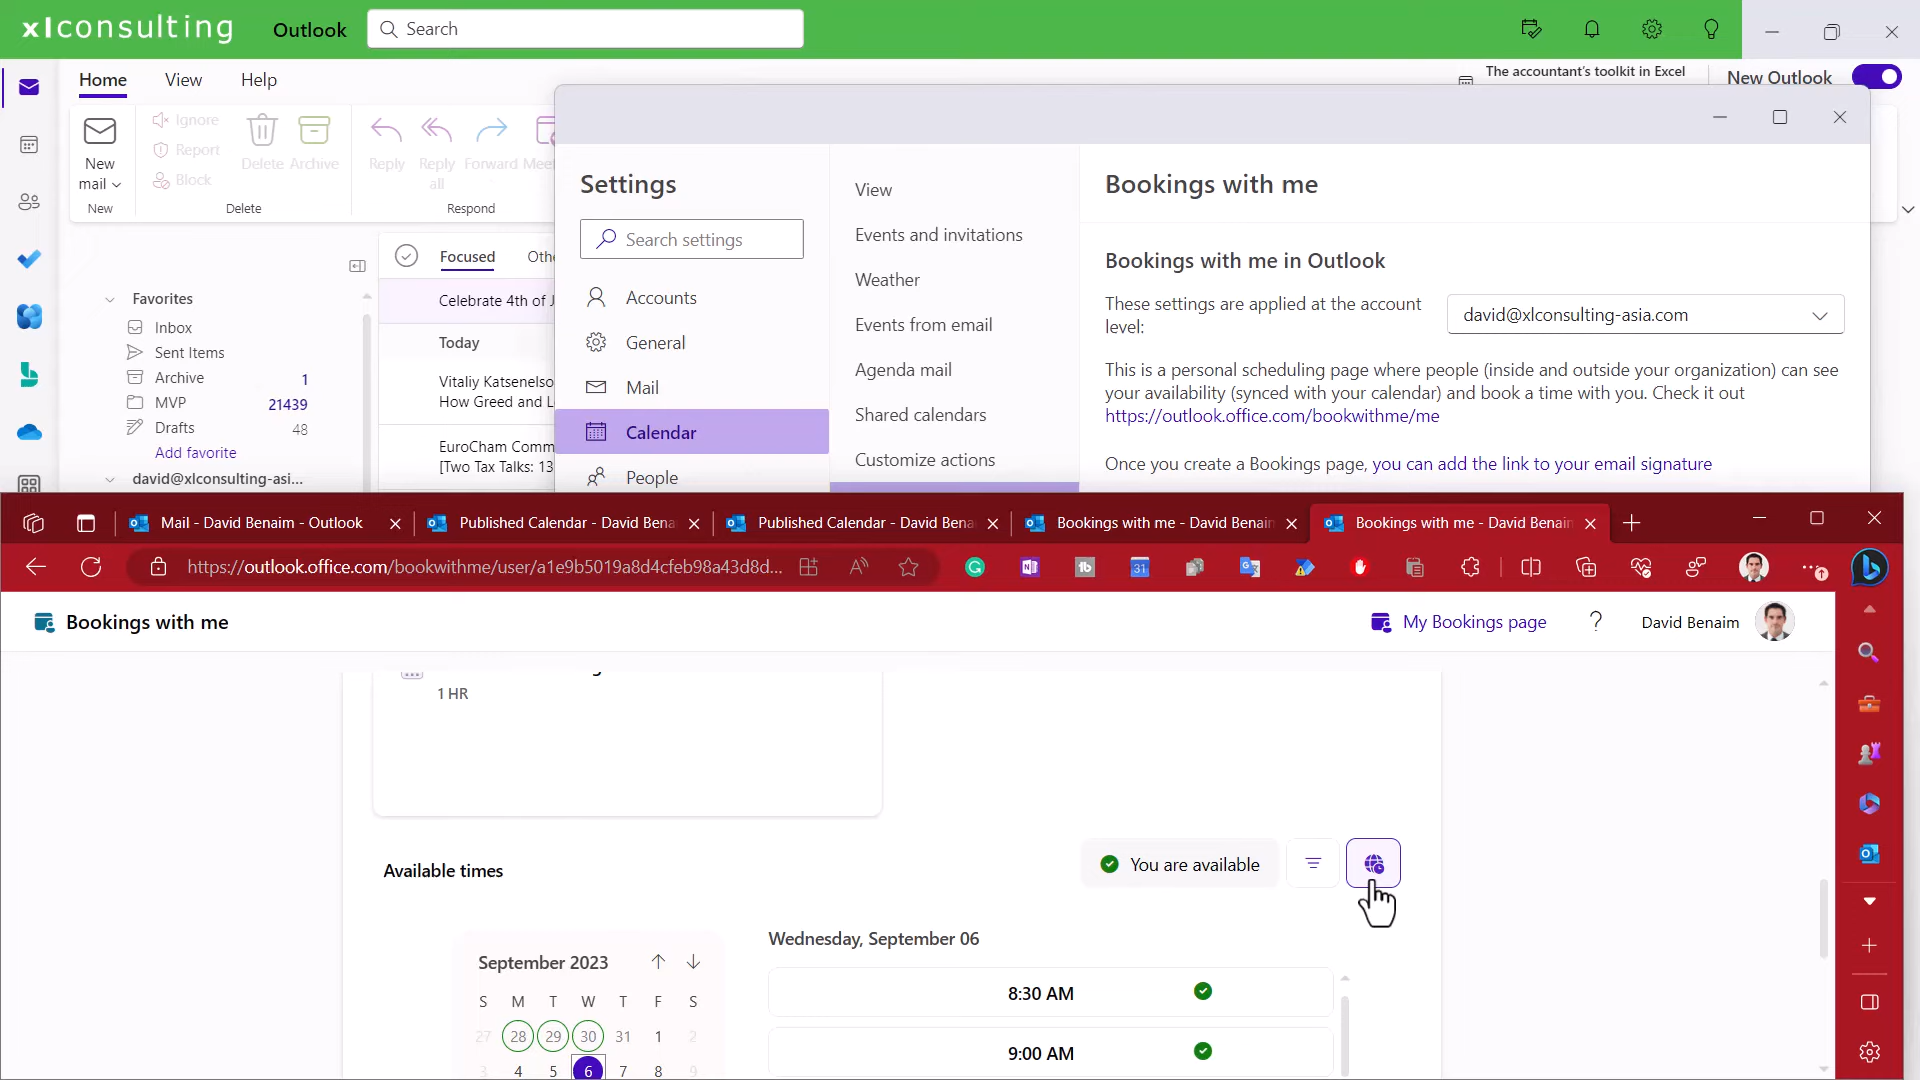 xlconsulting
Outlook
Search
Home
View
Help
The accountant's toolkit in Excel
New Outlook
New
mail
New
Ignore
Report
Block
Delete
Archive
Delete
Reply
Reply
all
Forward
Mee
Respond
Favorites
Inbox
Sent Items
Archive 1
MVP 21439
Drafts 48
Add favorite
david@xlconsulting-asi...
Focused
Othe
Celebrate 4th of J
Today
Vitaliy Katsenelso
How Greed and L
EuroCham Comm
[Two Tax Talks: 13
Settings
Search settings
Accounts
General
Mail
Calendar
People
View
Events and invitations
Weather
Events from email
Agenda mail
Shared calendars
Customize actions
Bookings with me
Bookings with me in Outlook
These settings are applied at the account
level:
david@xlconsulting-asia.com
This is a personal scheduling page where people (inside and outside your organization) can see
your availability (synced with your calendar) and book a time with you. Check it out
https://outlook.office.com/bookwithme/me
Once you create a Bookings page, you can add the link to your email signature
Mail - David Benaim - Outlook
Published Calendar - David Bena
Published Calendar - David Bena
Bookings with me - David Benaim
Bookings with me - David Benaim
https://outlook.office.com/bookwithme/user/a1e9b5019a8d4cfeb98a43d8d...
Bookings with me
My Bookings page
?
David Benaim
1 HR
Available times
You are available
Wednesday, September 06
September 2023
S M T W T F S
27 28 29 30 31 1 2
3 4 5 6 7 8 9
8:30 AM
9:00 AM